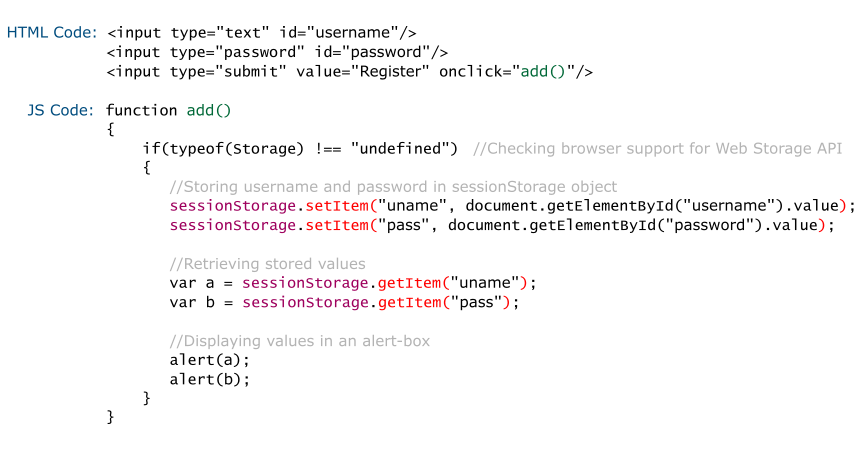 HTML Code: <input type="text" id="username"/>
<input type="password" id="password"/>
<input type="submit" value="Register" onclick="add()"/>
JS Code: function add()
{
if(typeof(Storage) !== "undefined") //Checking browser support for Web Storage API
{
//Storing username and password in sessionStorage object
sessionStorage.setItem("uname", document.getElementById("username").value);
sessionStorage.setItem("pass", document.getElementById("password").value);
//Retrieving stored values
var a = sessionStorage.getItem("uname");
var b = sessionStorage.getItem("pass");
//Displaying values in an alert-box
alert(a);
alert(b);
}
}